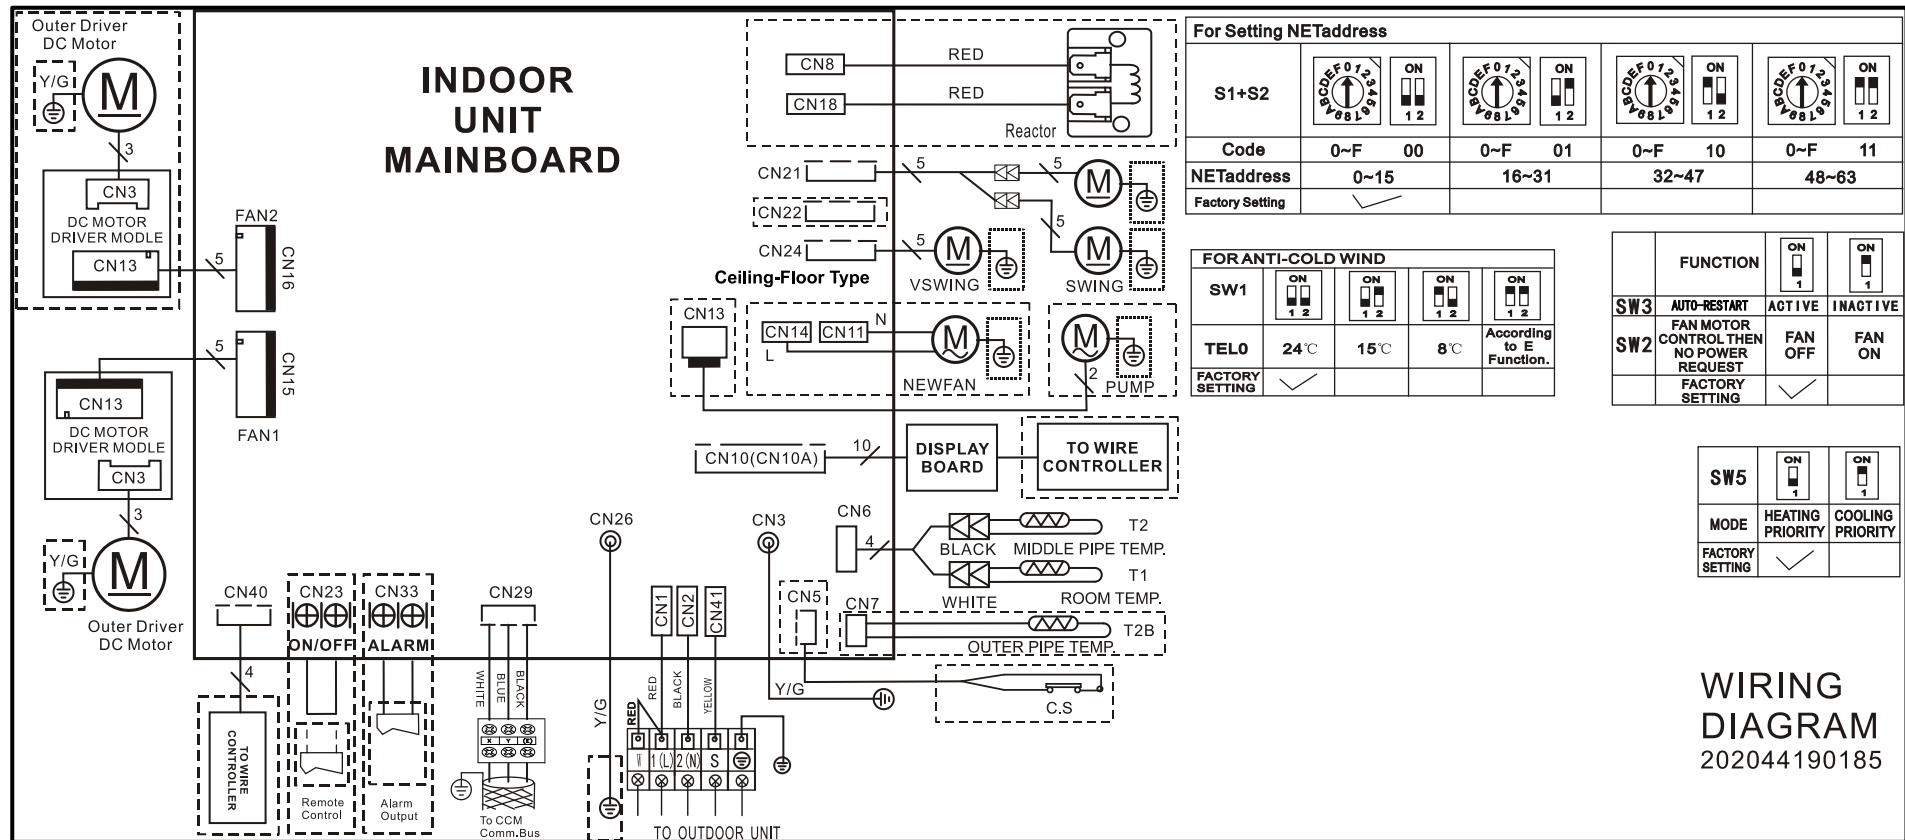 Outer Driver
DC Motor
Y/G
M
3
CN3
DC MOTOR
DRIVER MODLE
CN13
5
FAN2
CN16
5
CN15
FAN1
CN13
DC MOTOR
DRIVER MODLE
CN3
3
Y/G
M
Outer Driver
DC Motor
INDOOR
UNIT
MAINBOARD
CN8
RED
CN18
RED
Reactor
CN21
5
5
M
CN22
5
CN24
5
M
M
Ceiling-Floor Type
VSWING
SWING
CN13
CN14
CN11
N
L
M
NEWFAN
M
2
PUMP
CN10(CN10A)
10
DISPLAY
BOARD
TO WIRE
CONTROLLER
CN26
CN3
CN6
4
T2
BLACK
MIDDLE PIPE TEMP.
T1
WHITE
ROOM TEMP.
CN5
CN7
T2B
OUTER PIPE TEMP.
C.S
Y/G
CN40
4
TO WIRE
CONTROLLER
CN23
ON/OFF
Remote
Control
CN33
ALARM
Alarm
Output
CN29
WHITE
BLUE
BLACK
X Y (E)
To CCM
Comm.Bus
Y/G
CN1
CN2
CN41
RED
RED
BLACK
YELLOW
W 1(L) 2(N) S
TO OUTDOOR UNIT
For Setting NETaddress
S1+S2
0123456789ABCDEF
ON
1 2
0123456789ABCDEF
ON
1 2
0123456789ABCDEF
ON
1 2
0123456789ABCDEF
ON
1 2
Code 0~F 00 0~F 01 0~F 10 0~F 11
NETaddress 0~15 16~31 32~47 48~63
Factory Setting
FOR ANTI-COLD WIND
SW1
ON
1 2
ON
1 2
ON
1 2
ON
1 2
TEL0 24℃ 15℃ 8℃
According
to E
Function.
FACTORY
SETTING
FUNCTION
ON
1
ON
1
SW3 AUTO-RESTART ACTIVE INACTIVE
SW2
FAN MOTOR
CONTROL THEN
NO POWER
REQUEST
FAN
OFF
FAN
ON
FACTORY
SETTING
SW5
ON
1
ON
1
MODE
HEATING
PRIORITY
COOLING
PRIORITY
FACTORY
SETTING
WIRING
DIAGRAM
202044190185